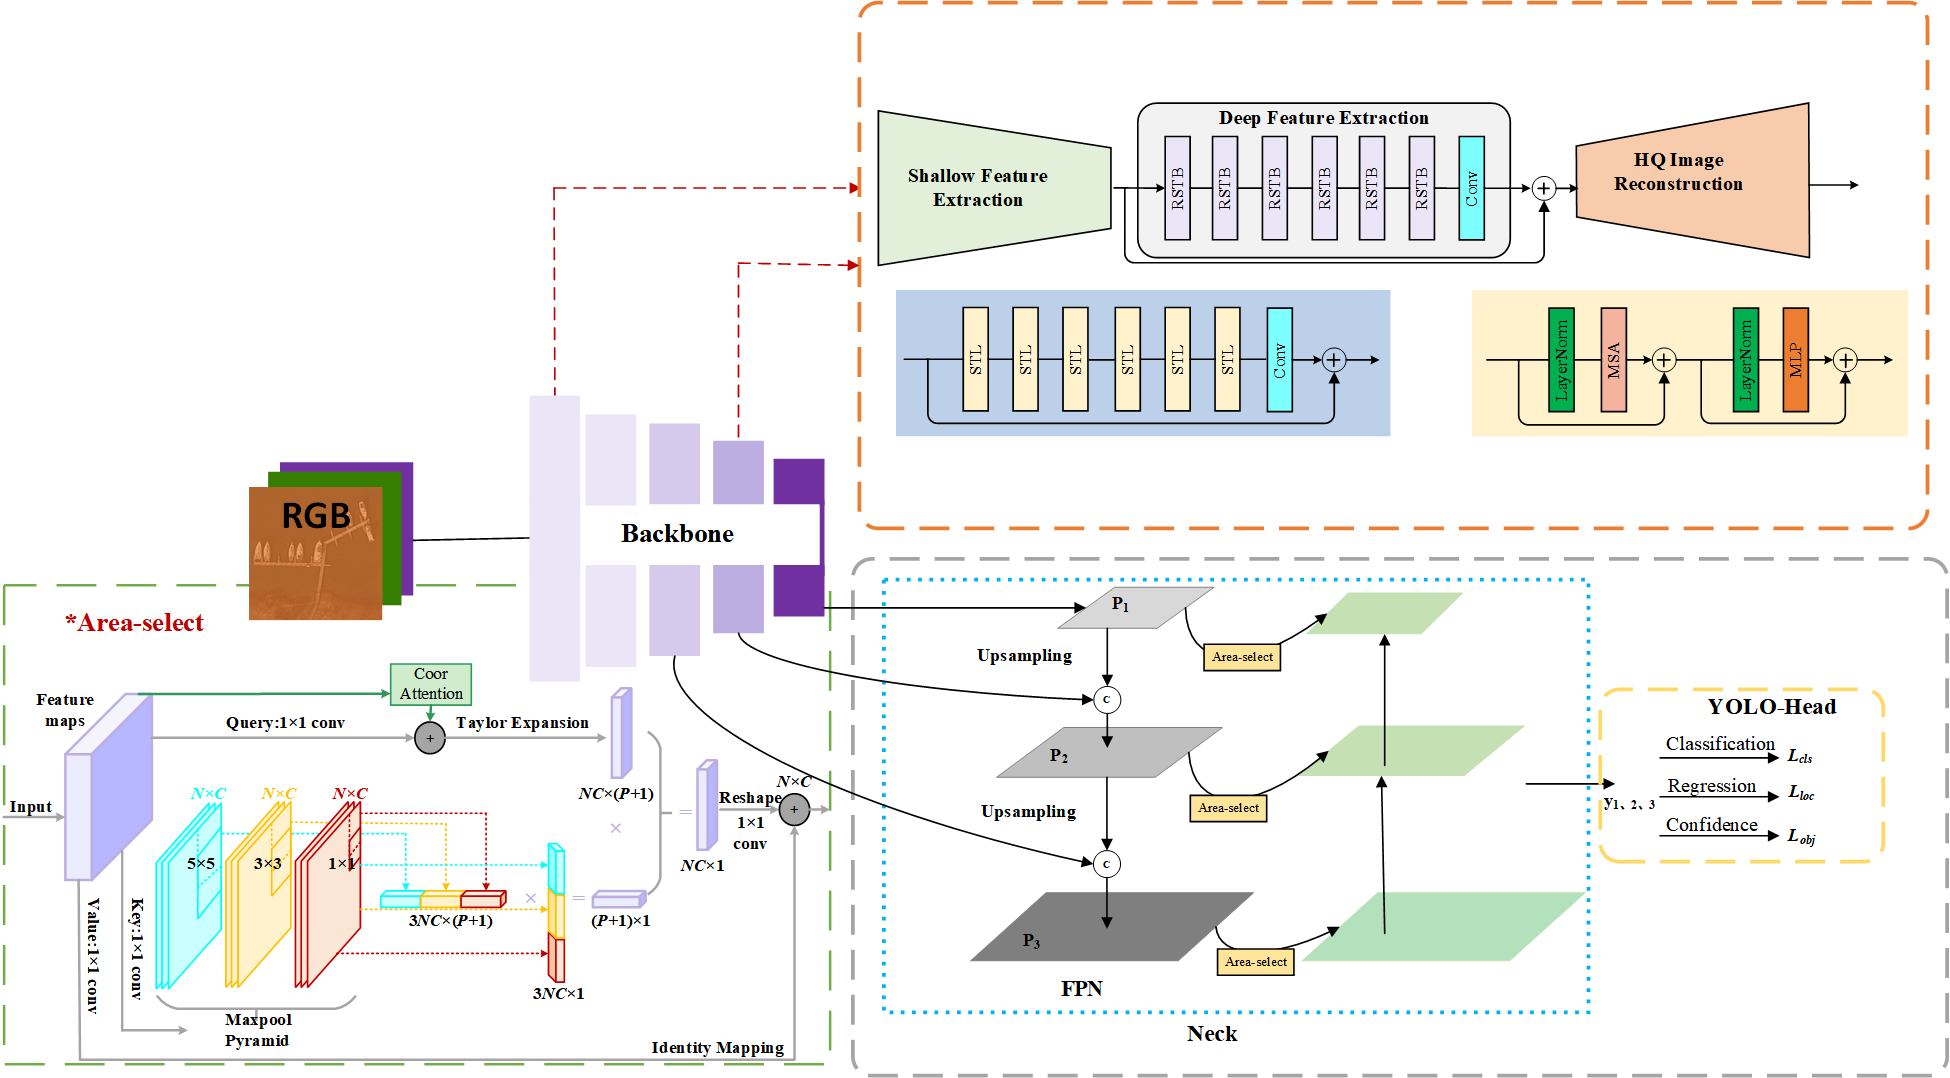 Deep Feature Extraction
Shallow Feature
Extraction
RSTB
RSTB
RSTB
RSTB
RSTB
RSTB
Conv
+
HQ Image
Reconstruction
STL
STL
STL
STL
STL
STL
Conv
+
LayerNorm
MSA
+
LayerNorm
MLP
+
RGB
Backbone
*Area-select
Feature
maps
Coor
Attention
Query:1×1 conv
+
Taylor Expansion
NC×(P+1)
×
=
NC×1
Reshape
1×1
conv
N×C
+
Input
N×C
N×C
N×C
5×5
3×3
1×1
3NC×(P+1)
×
=
(P+1)×1
3NC×1
Value:1×1 conv
Key:1×1 conv
Maxpool
Pyramid
Identity Mapping
P1
Upsampling
Area-select
C
P2
Upsampling
Area-select
C
P3
Area-select
FPN
Neck
YOLO-Head
y1、2、3
Classification
Lcls
Regression
Lloc
Confidence
Lobj